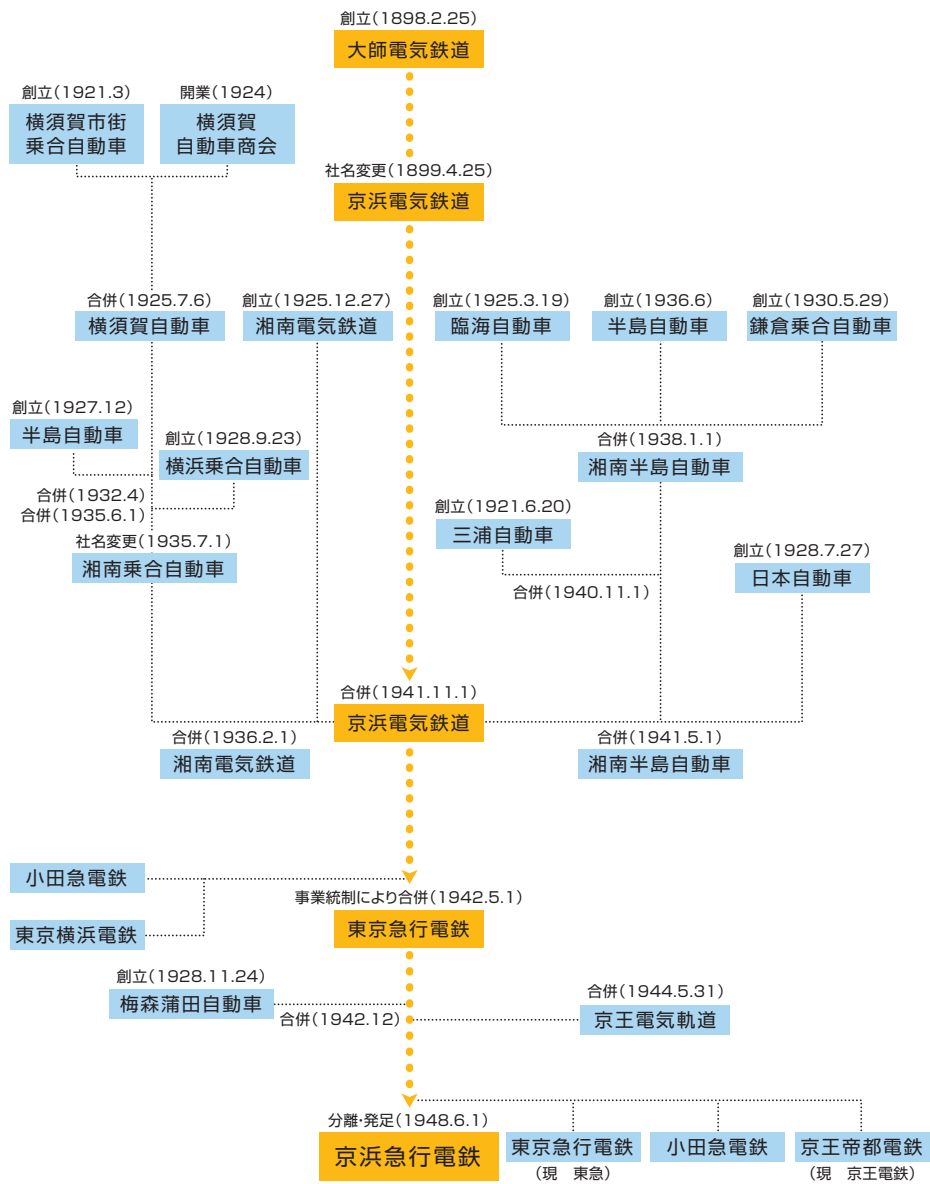 創立(1898.2.25)
大師電気鉄道
創立(1921.3)
横須賀市街
乗合自動車
開業(1924)
横須賀
自動車商会
社名変更(1899.4.25)
京浜電気鉄道
合併(1925.7.6)
横須賀自動車
創立(1925.12.27)
湘南電気鉄道
創立(1925.3.19)
臨海自動車
創立(1936.6)
半島自動車
創立(1930.5.29)
鎌倉乗合自動車
創立(1927.12)
半島自動車
創立(1928.9.23)
横浜乗合自動車
合併(1932.4)
合併(1935.6.1)
社名変更(1935.7.1)
湘南乗合自動車
合併(1938.1.1)
湘南半島自動車
創立(1921.6.20)
三浦自動車
合併(1940.11.1)
創立(1928.7.27)
日本自動車
合併(1941.11.1)
京浜電気鉄道
合併(1936.2.1)
湘南電気鉄道
合併(1941.5.1)
湘南半島自動車
小田急電鉄
東京横浜電鉄
事業統制により合併(1942.5.1)
東京急行電鉄
創立(1928.11.24)
梅森蒲田自動車
合併(1942.12)
合併(1944.5.31)
京王電気軌道
分離・発足(1948.6.1)
京浜急行電鉄
東京急行電鉄
(現　東急)
小田急電鉄
京王帝都電鉄
(現　京王電鉄)